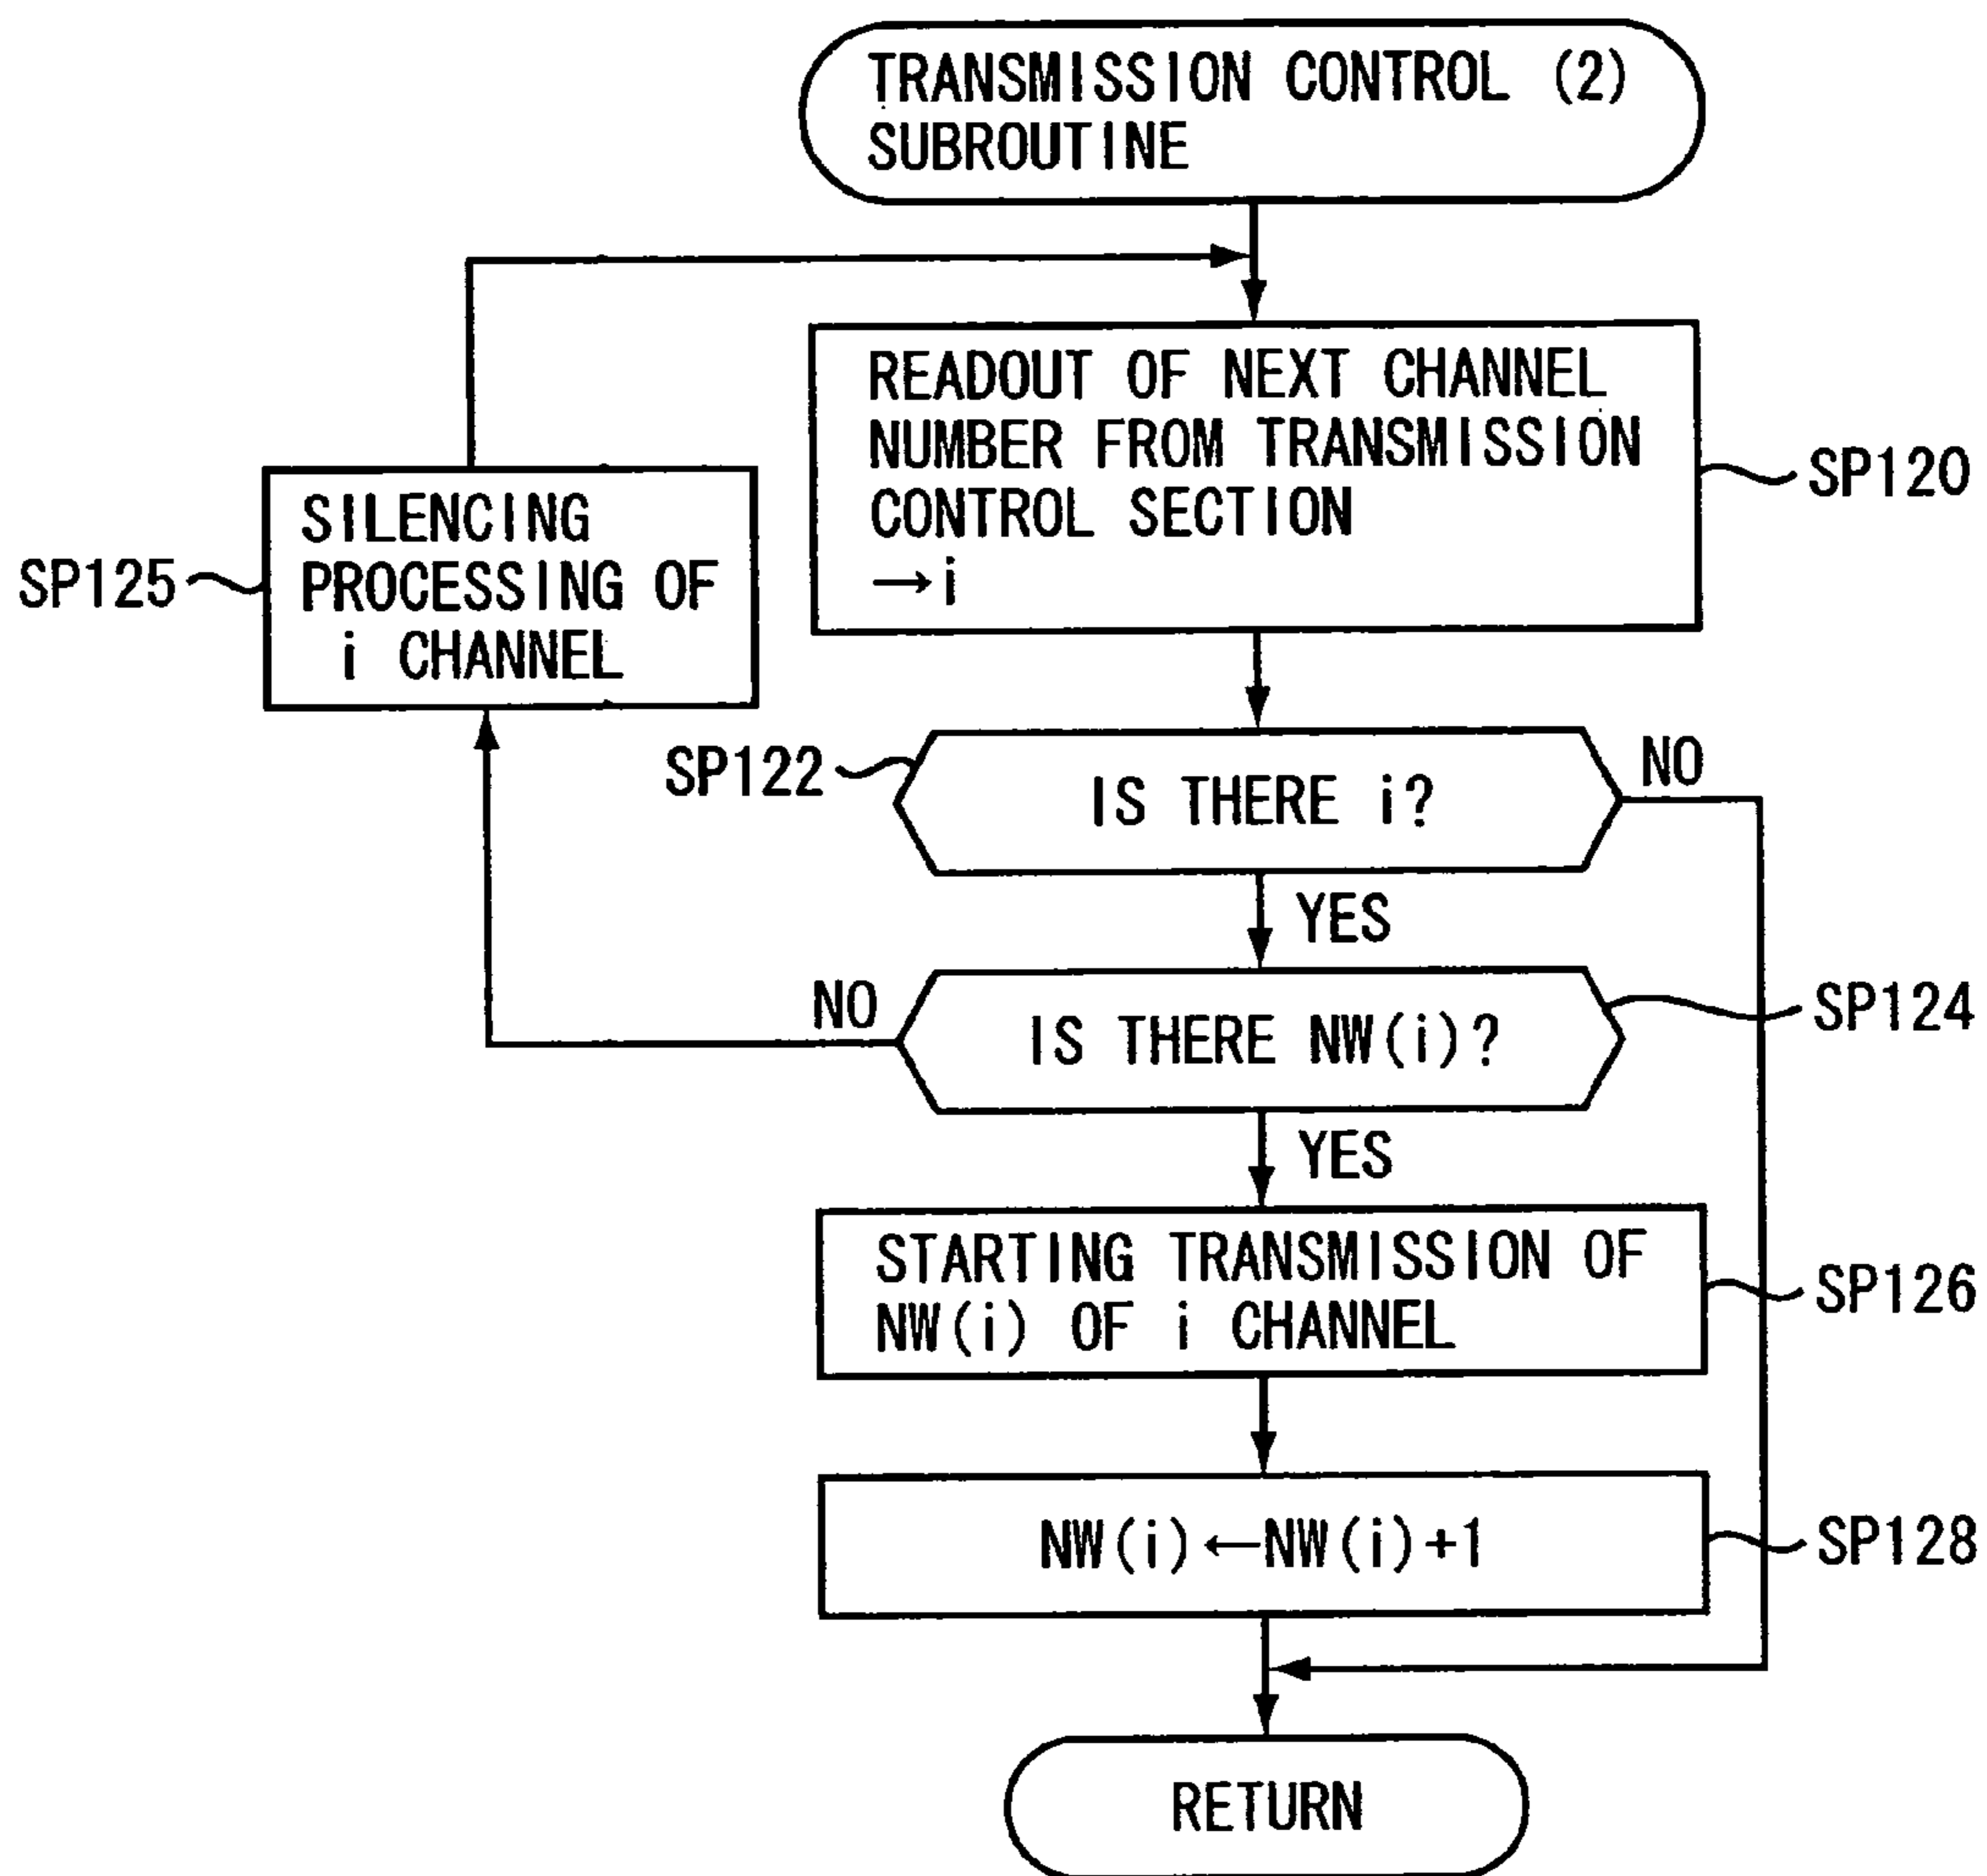 TRANSMISSION CONTROL (2)
SUBROUTINE
READOUT OF NEXT CHANNEL
NUMBER FROM TRANSMISSION
CONTROL SECTION
→i
SP120
SILENCING
PROCESSING OF
i CHANNEL
SP125
SP122
IS THERE i?
NO
YES
NO
IS THERE NW(i)?
SP124
YES
STARTING TRANSMISSION OF
NW(i) OF i CHANNEL
SP126
NW(i)←NW(i)+1
SP128
RETURN